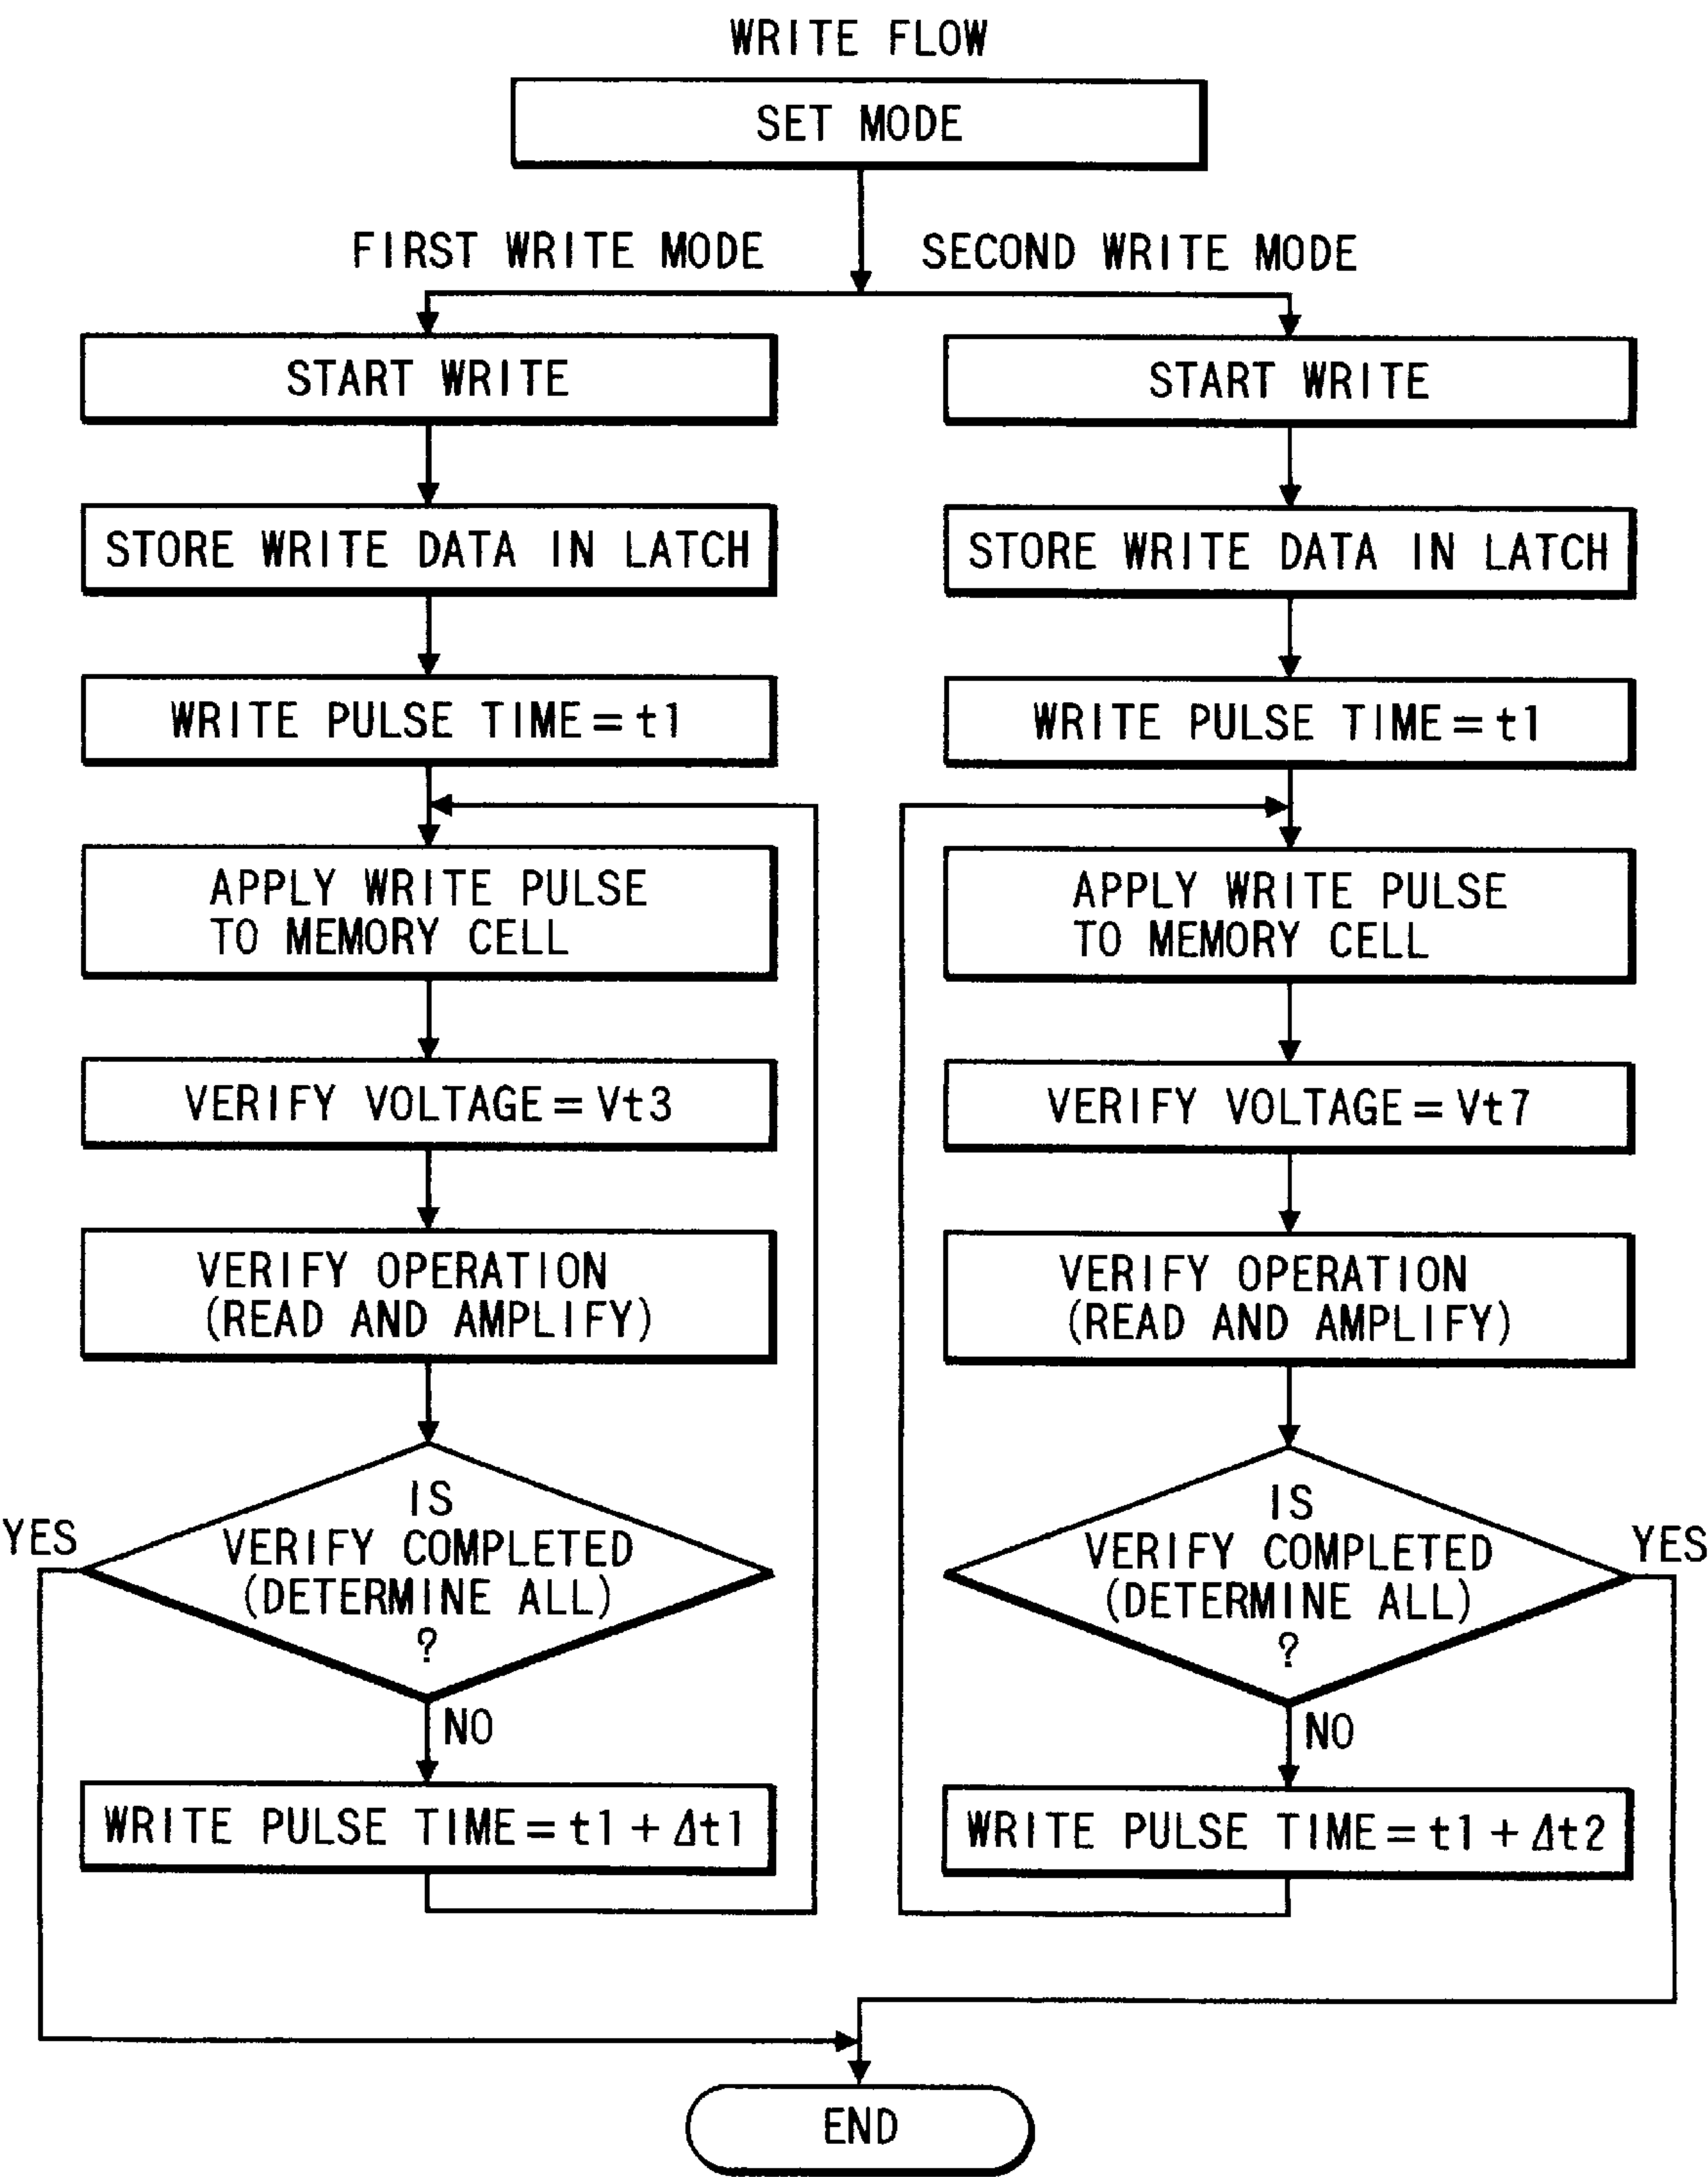 WRITE FLOW
SET MODE
FIRST WRITE MODE
START WRITE
STORE WRITE DATA IN LATCH
WRITE PULSE TIME = t1
APPLY WRITE PULSE
TO MEMORY CELL
VERIFY VOLTAGE = Vt3
VERIFY OPERATION
(READ AND AMPLIFY)
IS
VERIFY COMPLETED
(DETERMINE ALL)
?
YES
NO
WRITE PULSE TIME = t1 + Δt1
SECOND WRITE MODE
START WRITE
STORE WRITE DATA IN LATCH
WRITE PULSE TIME = t1
APPLY WRITE PULSE
TO MEMORY CELL
VERIFY VOLTAGE = Vt7
VERIFY OPERATION
(READ AND AMPLIFY)
IS
VERIFY COMPLETED
(DETERMINE ALL)
?
YES
NO
WRITE PULSE TIME = t1 + Δt2
END